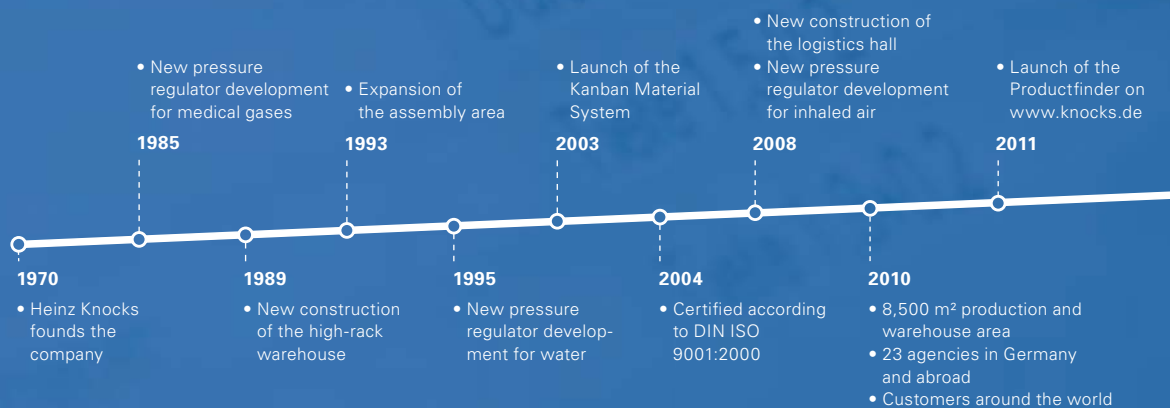 1970
• Heinz Knocks
founds the
company
• New pressure
regulator development
for medical gases
1985
1989
• New construction
of the high-rack
warehouse
• Expansion of
the assembly area
1993
1995
• New pressure
regulator develop-
ment for water
• Launch of the
Kanban Material
System
2003
2004
• Certified according
to DIN ISO
9001:2000
• New construction of
the logistics hall
• New pressure
regulator development
for inhaled air
2008
2010
• 8,500 m² production and
warehouse area
• 23 agencies in Germany
and abroad
• Customers around the world
• Launch of the
Productfinder on
www.knocks.de
2011